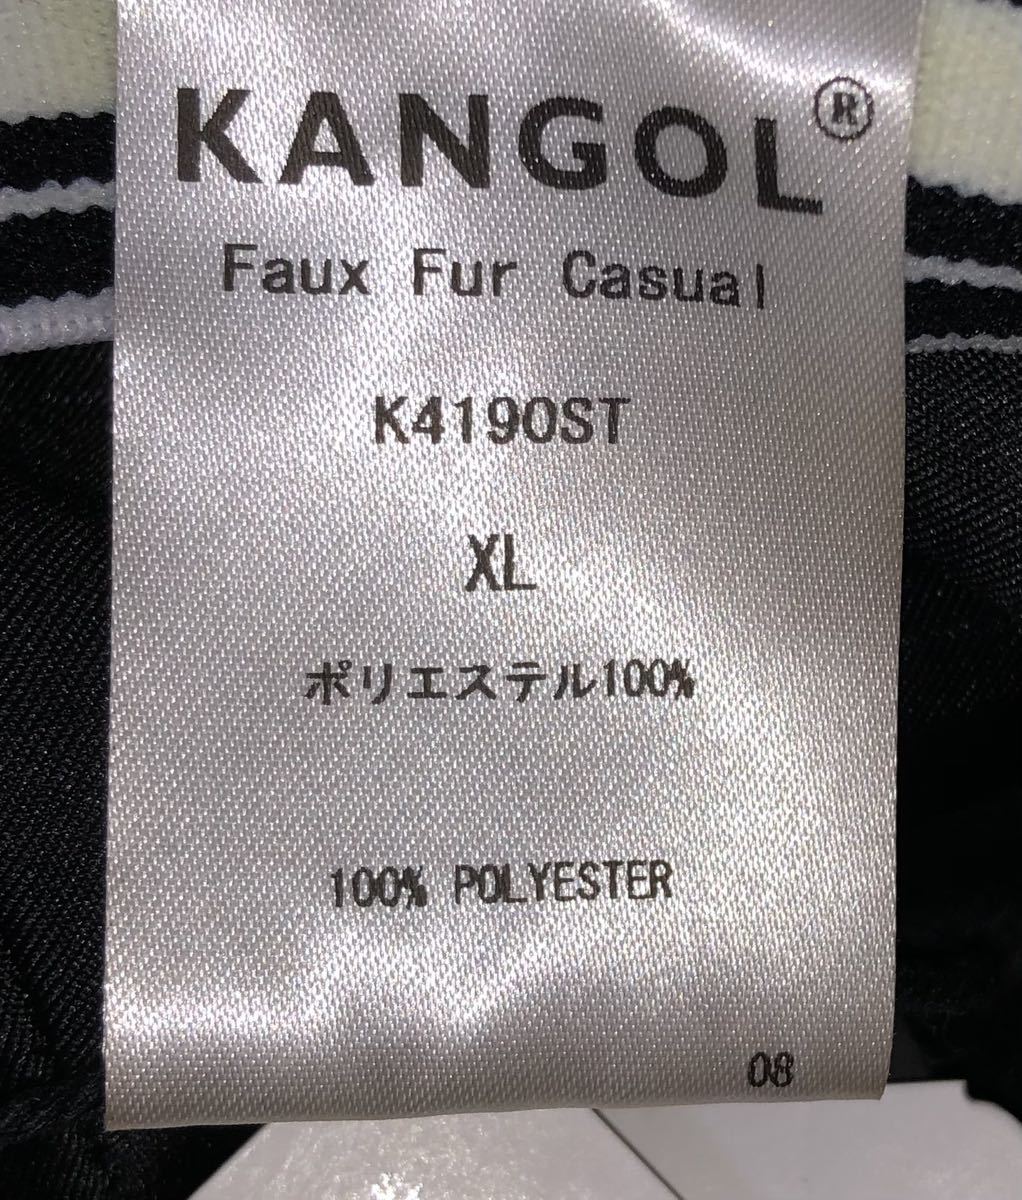 KANGOL®
Faux Fur Casual
K4190ST
XL
ポリエステル100%
100% POLYESTER
08